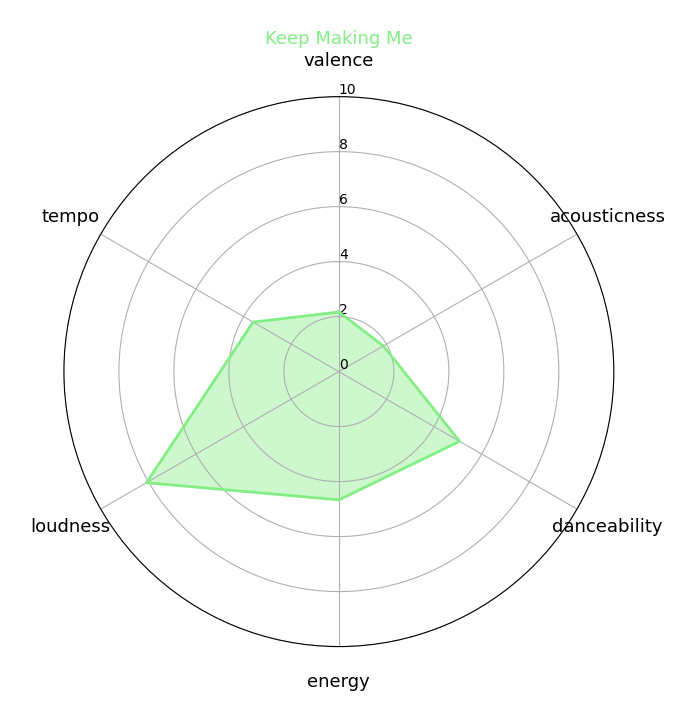 Keep Making Me
valence
10
8
6
4
2
0
acousticness
tempo
loudness
danceability
energy